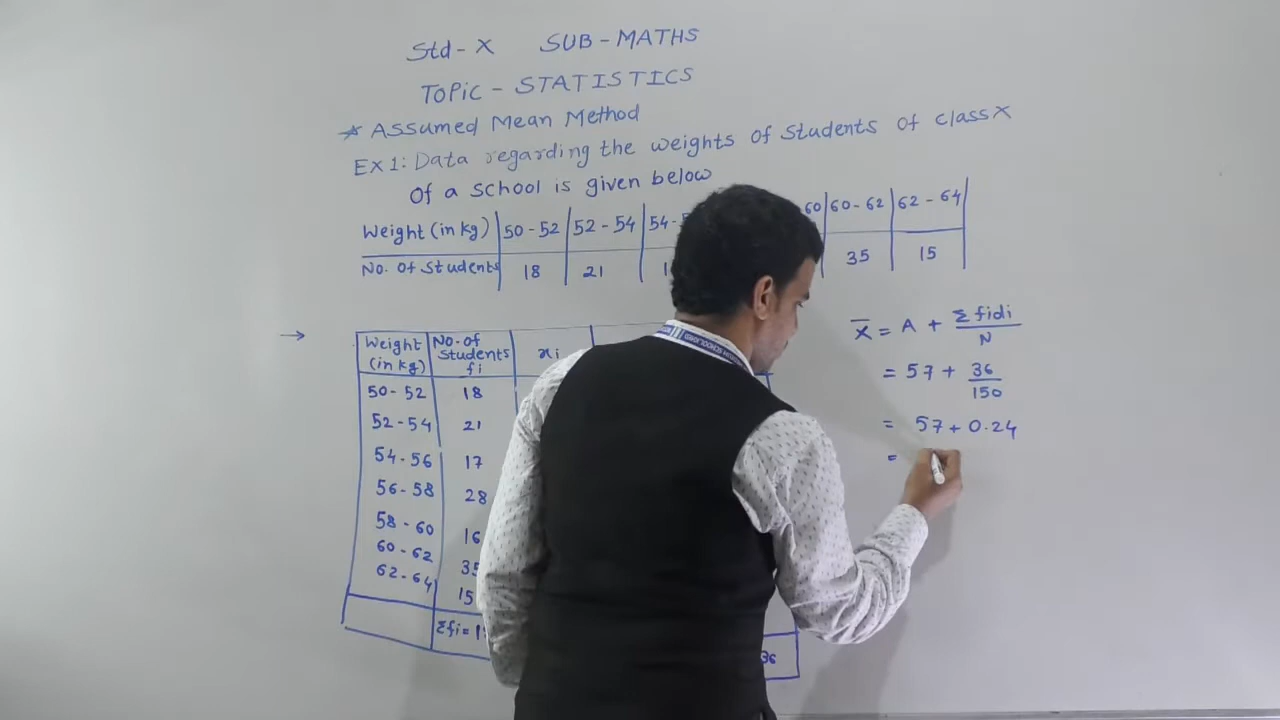 Std - X SUB - MATHS
TOPIC - STATISTICS
* Assumed Mean Method
Ex 1: Data regarding the weights of students of class X
of a school is given below
Weight (in kg) 50 - 52 52 - 54 60 60 - 62 62 - 64
No. of Students 18 21 35 15
→
Weight (in kg) No. of Students fi xi
50 - 52 18
52 - 54 21
54 - 56 17
56 - 58 28
58 - 60 16
60 - 62 35
62 - 64 15
Σfi =
x̄ = A + Σfidi / N
= 57 + 36 / 150
= 57 + 0.24
=